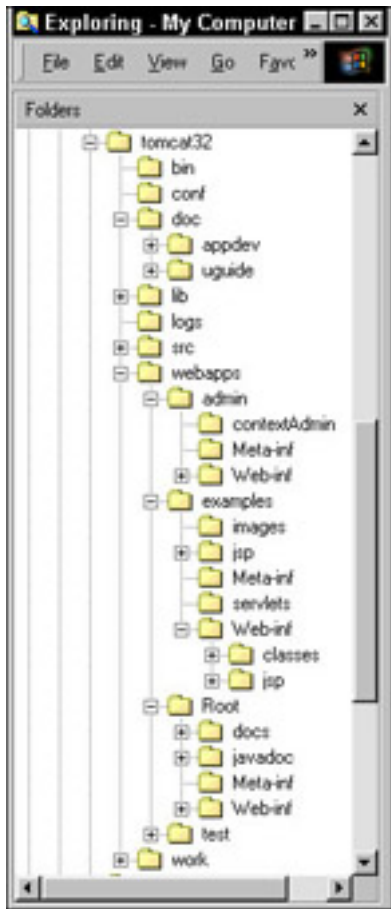 Exploring - My Computer
File Edit View Go Favc »
Folders
tomcat32
bin
conf
doc
appdev
uguide
lib
logs
src
webapps
admin
contextAdmin
Meta-inf
Web-inf
examples
images
jsp
Meta-inf
servlets
Web-inf
classes
jsp
Root
docs
javadoc
Meta-inf
Web-inf
test
work